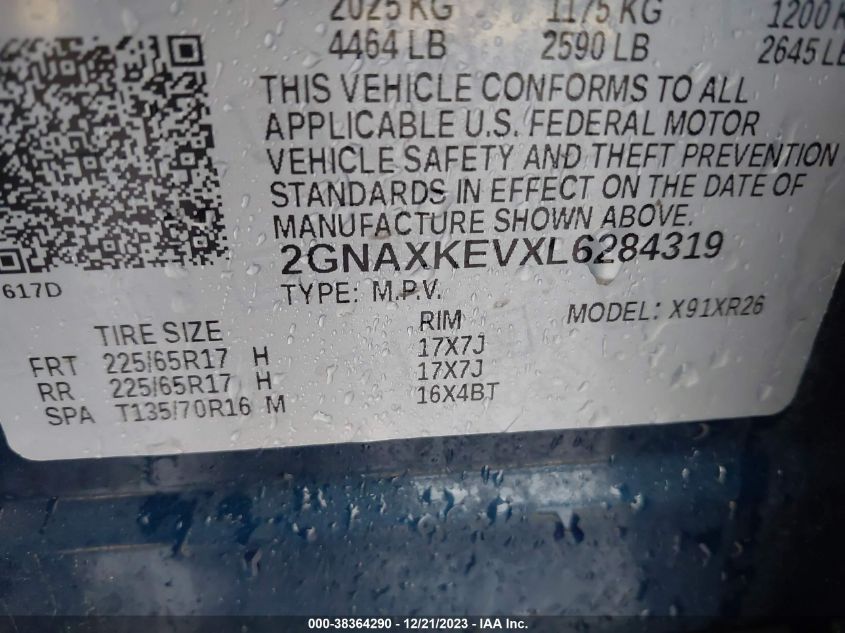 2025 KG 1175 KG 1200 K
4464 LB 2590 LB 2645 LB
THIS VEHICLE CONFORMS TO ALL
APPLICABLE U.S. FEDERAL MOTOR
VEHICLE SAFETY AND THEFT PREVENTION
STANDARDS IN EFFECT ON THE DATE OF
MANUFACTURE SHOWN ABOVE.
2GNAXKEVXL6284319
617D
TYPE: M.P.V.
MODEL: X91XR26
TIRE SIZE RIM
FRT 225/65R17 H 17X7J
RR 225/65R17 H 17X7J
SPA T135/70R16 M 16X4BT
000-38364290 - 12/21/2023 - IAA Inc.